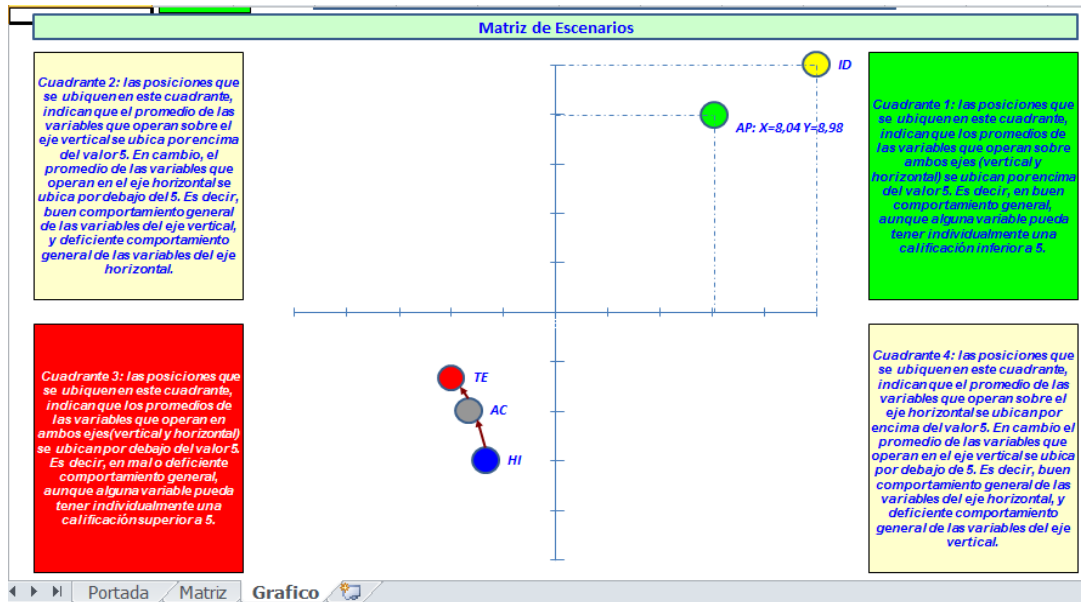 Matriz de Escenarios
Cuadrante 2: las posiciones que
se ubiquen en este cuadrante,
indican que el promedio de las
variables que operan sobre el
eje vertical se ubica por encima
del valor 5. En cambio, el
promedio de las variables que
operan en el eje horizontal se
ubica por debajo del 5. Es decir,
buen comportamiento general
de las variables del eje vertical,
y deficiente comportamiento
general de las variables del eje
horizontal.
ID
AP: X=8,04 Y=8,98
Cuadrante 1: las posiciones que
se ubiquen en este cuadrante,
indican que los promedios de
las variables que operan sobre
ambos ejes (vertical y
horizontal) se ubican por encima
del valor 5. Es decir, en buen
comportamiento general,
aunque alguna variable pueda
tener individualmente una
calificación inferior a 5.
Cuadrante 3: las posiciones que
se ubiquen en este cuadrante,
indican que los promedios de
las variables que operan en
ambos ejes(vertical y horizontal)
se ubican por debajo del valor 5.
Es decir, en mal o deficiente
comportamiento general,
aunque alguna variable pueda
tener individualmente una
calificación superior a 5.
TE
AC
HI
Cuadrante 4: las posiciones que
se ubiquen en este cuadrante,
indican que el promedio de las
variables que operan sobre el
eje horizontal se ubican por
encima del valor 5. En cambio el
promedio de las variables que
operan en el eje vertical se ubica
por debajo de 5. Es decir, buen
comportamiento general de las
variables del eje horizontal, y
deficiente comportamiento
general de las variables del eje
vertical.
Portada Matriz Grafico